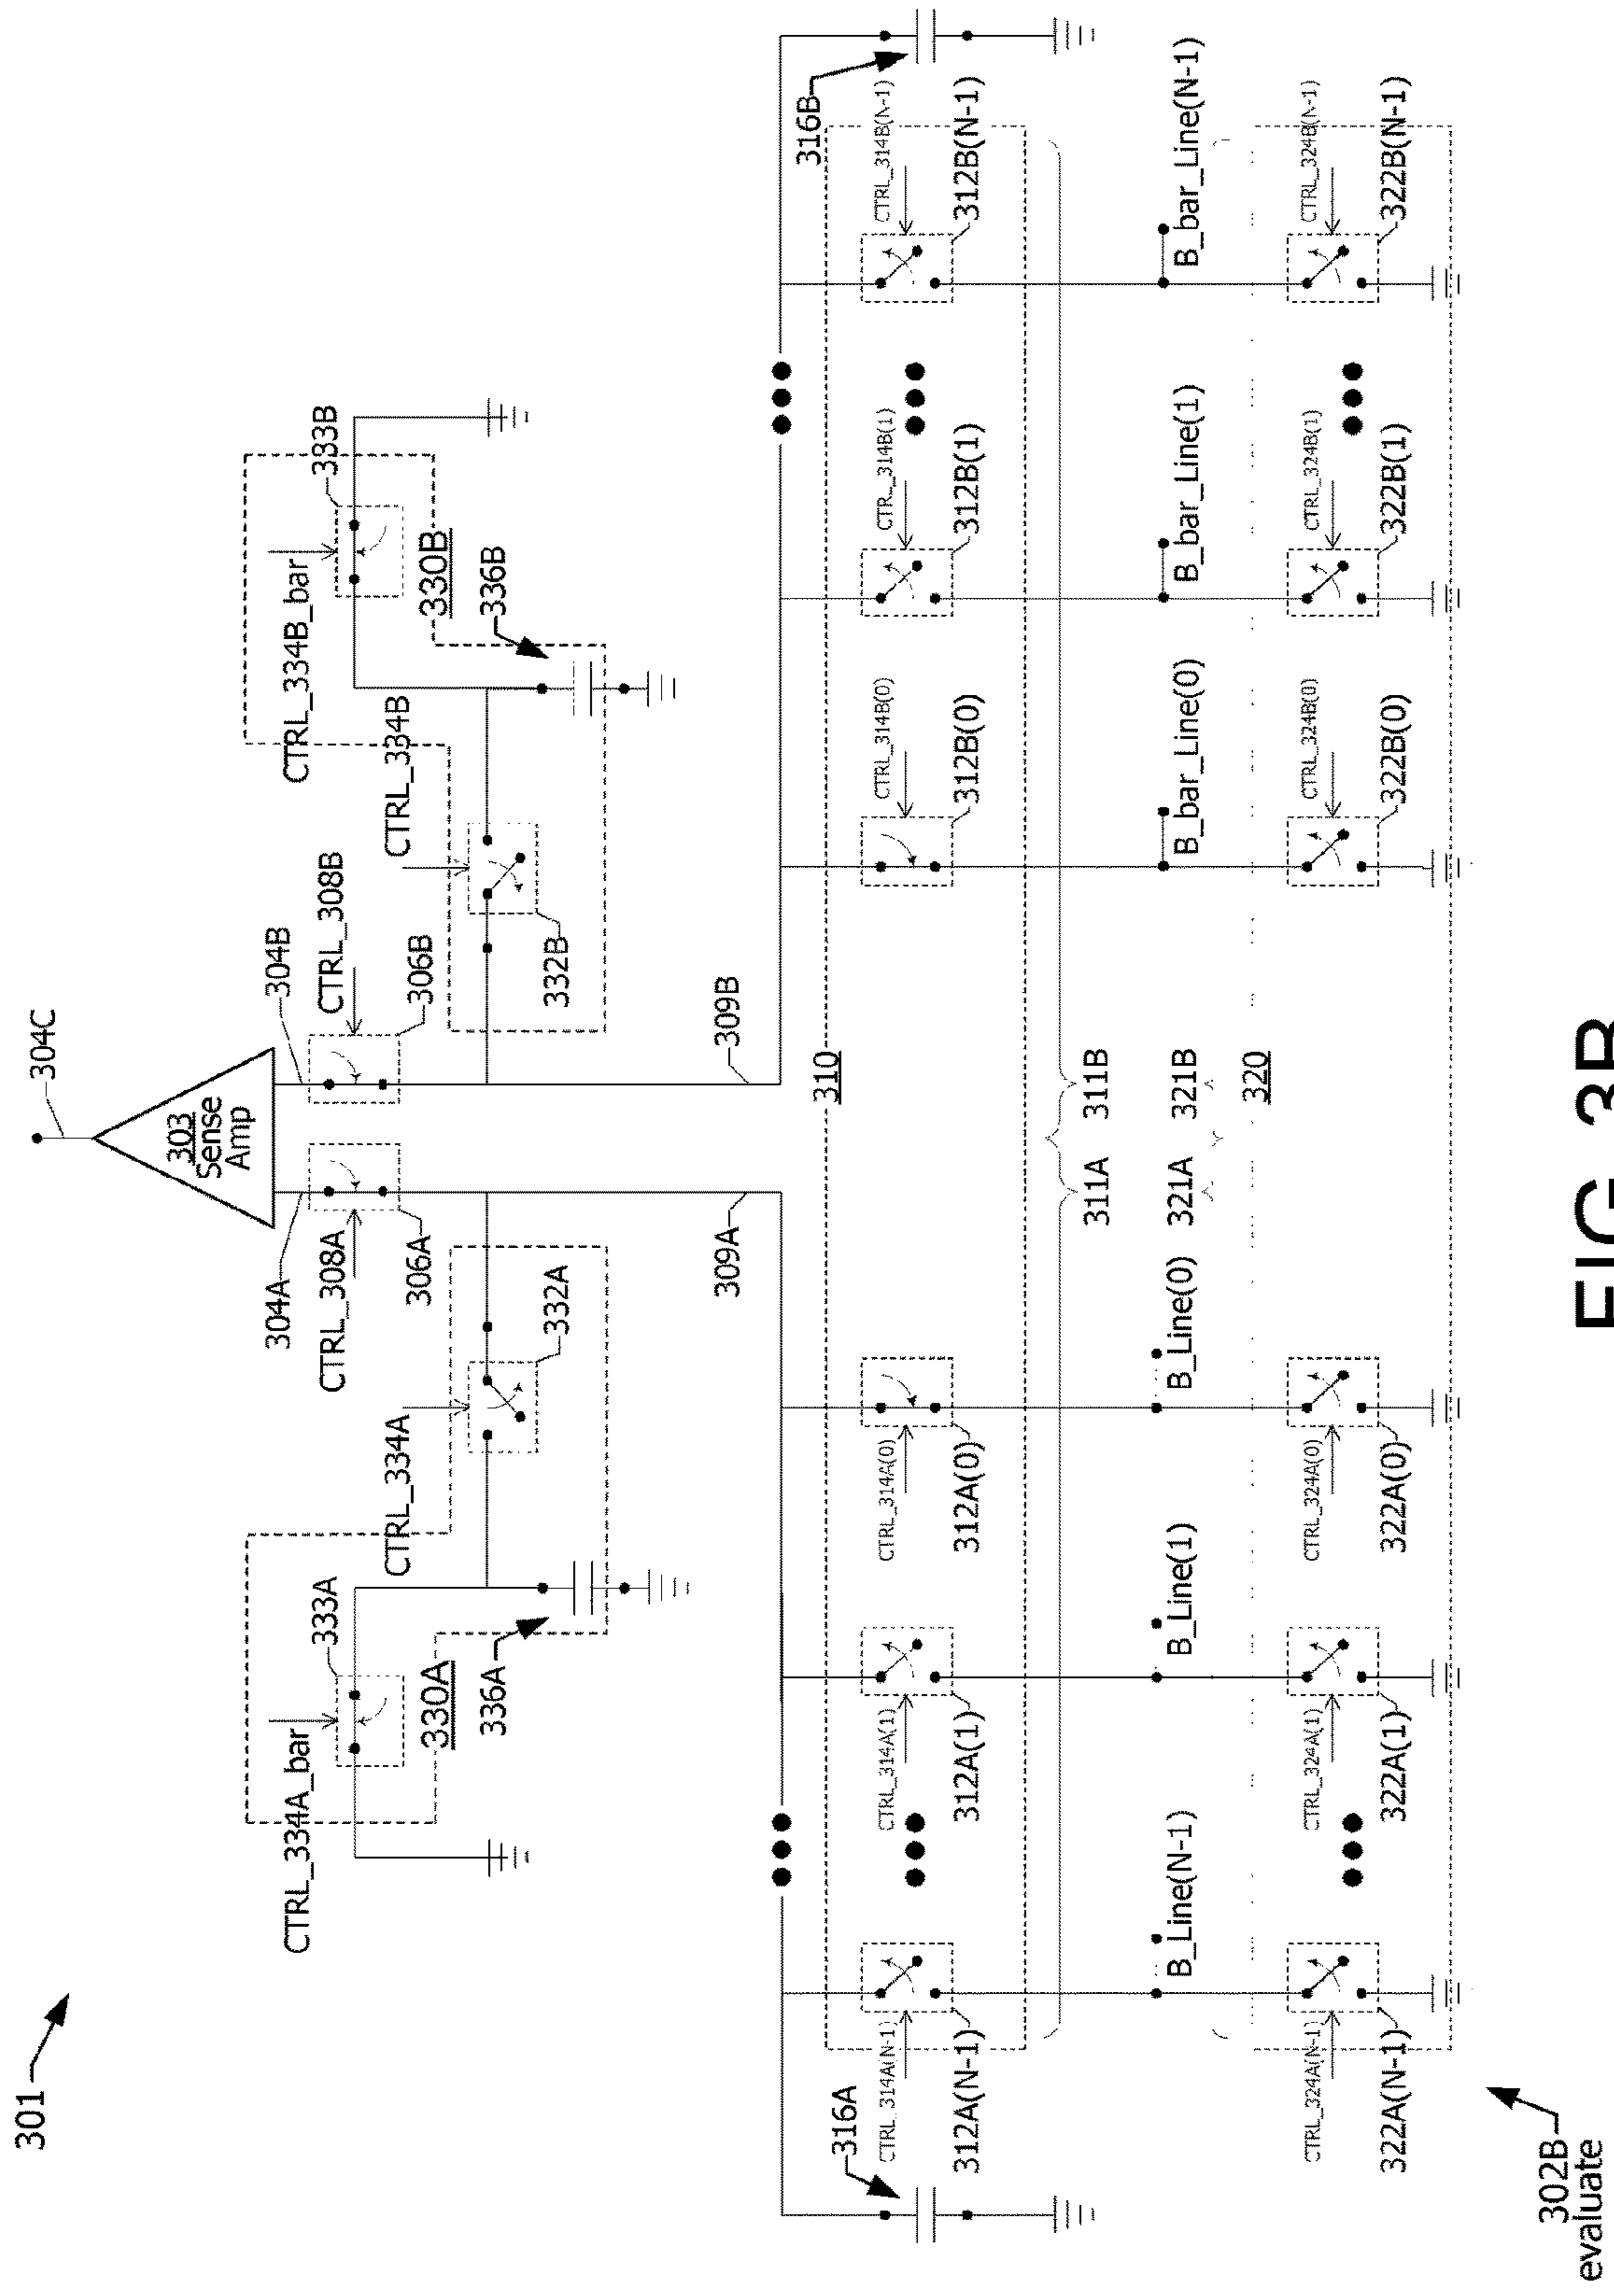 301
304C
303
Sense
Amp
304A
304B
CTRL_308A
CTRL_308B
306A
306B
CTRL_334A_bar
333A
CTRL_334A
330A
336A
332A
CTRL_334B_bar
333B
CTRL_334B
330B
336B
332B
309A
309B
316A
310
316B
CTRL_314A(N-1)
CTRL_314A(1)
CTRL_314A(0)
CTRL_314B(0)
CTRL_314B(1)
CTRL_314B(N-1)
312A(N-1)
312A(1)
312A(0)
312B(0)
312B(1)
312B(N-1)
311A
311B
B_Line(N-1)
B_Line(1)
B_Line(0)
321A
321B
B_bar_Line(0)
B_bar_Line(1)
B_bar_Line(N-1)
320
CTRL_324A(N-1)
CTRL_324A(1)
CTRL_324A(0)
CTRL_324B(0)
CTRL_324B(1)
CTRL_324B(N-1)
322A(N-1)
322A(1)
322A(0)
322B(0)
322B(1)
322B(N-1)
302B
evaluate
FIG. 3B